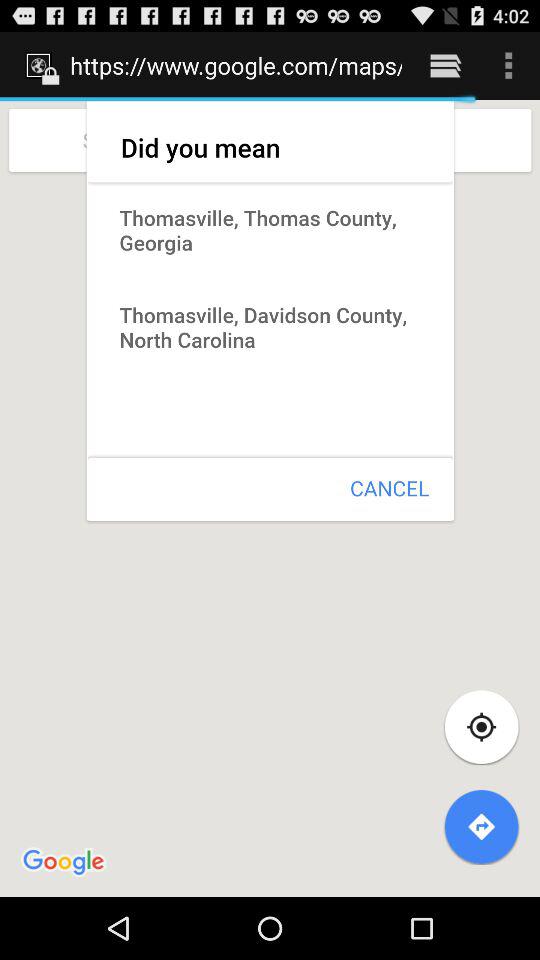 4:02
https://www.google.com/maps/
Did you mean
Thomasville, Thomas County,
Georgia
Thomasville, Davidson County,
North Carolina
CANCEL
Google